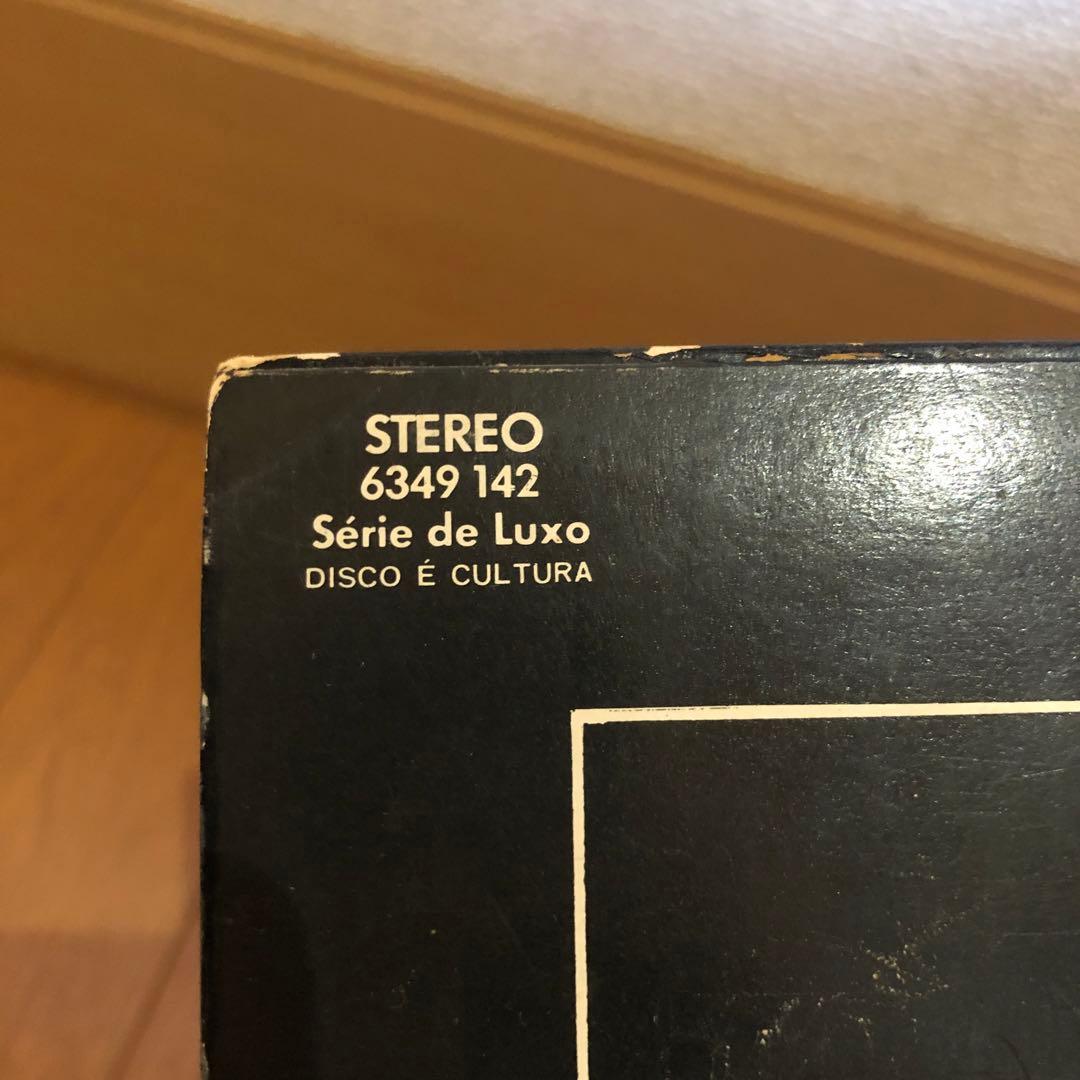 STEREO
6349 142
Série de Luxo
DISCO É CULTURA